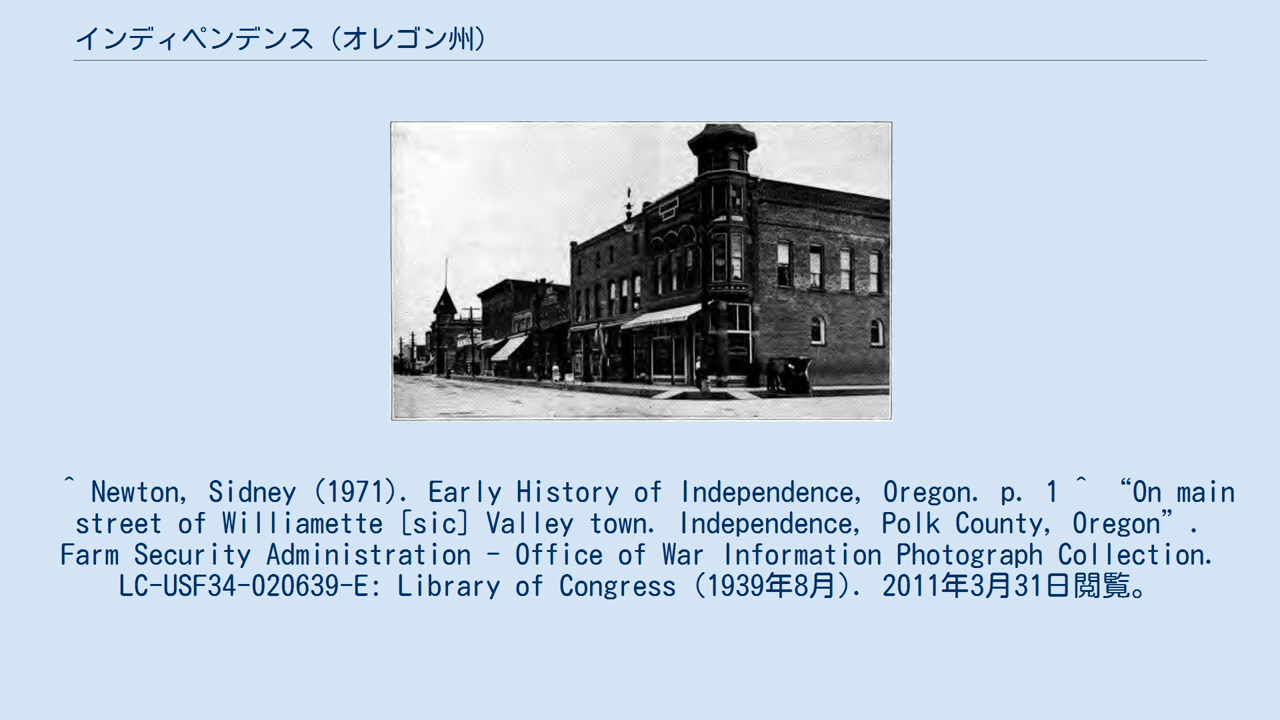 インディペンデンス（オレゴン州）
^ Newton, Sidney (1971). Early History of Independence, Oregon. p. 1 ^ “On main
street of Williamette [sic] Valley town. Independence, Polk County, Oregon”.
Farm Security Administration - Office of War Information Photograph Collection.
LC-USF34-020639-E: Library of Congress (1939年8月). 2011年3月31日閲覧。